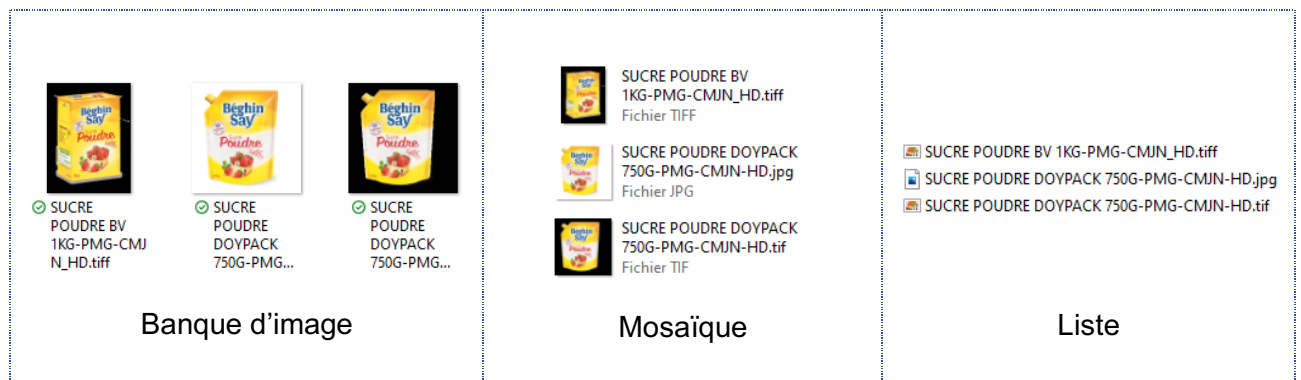 Béghin
Say
Poudre
Béghin
Say
Poudre
Béghin
Say
Poudre
SUCRE
POUDRE BV
1KG-PMG-CMJ
N_HD.tiff
SUCRE
POUDRE
DOYPACK
750G-PMG...
SUCRE
POUDRE
DOYPACK
750G-PMG...
Banque d’image
SUCRE POUDRE BV
1KG-PMG-CMJN_HD.tiff
Fichier TIFF
SUCRE POUDRE DOYPACK
750G-PMG-CMJN-HD.jpg
Fichier JPG
SUCRE POUDRE DOYPACK
750G-PMG-CMJN-HD.tif
Fichier TIF
Mosaïque
SUCRE POUDRE BV 1KG-PMG-CMJN_HD.tiff
SUCRE POUDRE DOYPACK 750G-PMG-CMJN-HD.jpg
SUCRE POUDRE DOYPACK 750G-PMG-CMJN-HD.tif
Liste